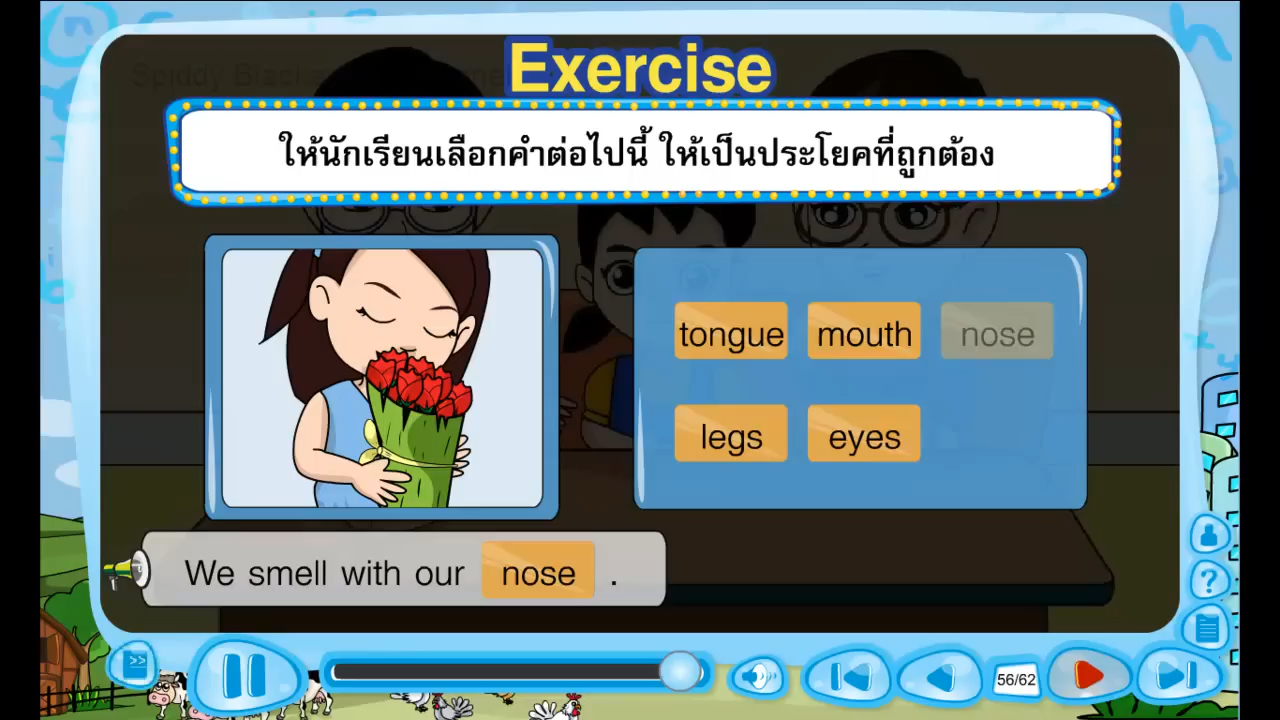 Exercise
ให้นักเรียนเลือกคำต่อไปนี้ ให้เป็นประโยคที่ถูกต้อง
tongue mouth nose
legs eyes
We smell with our nose .
56/62